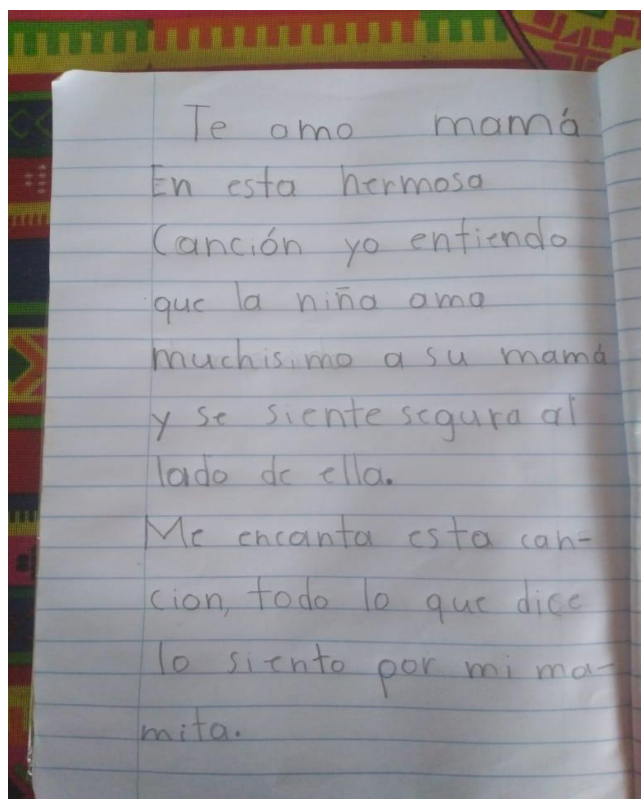 Te amo mamá
En esta hermosa
Canción yo entiendo
que la niña ama
muchisimo a su mamá
y se siente segura al
lado de ella.
Me encanta esta can-
cion, todo lo que dice
lo siento por mi ma-
mita.